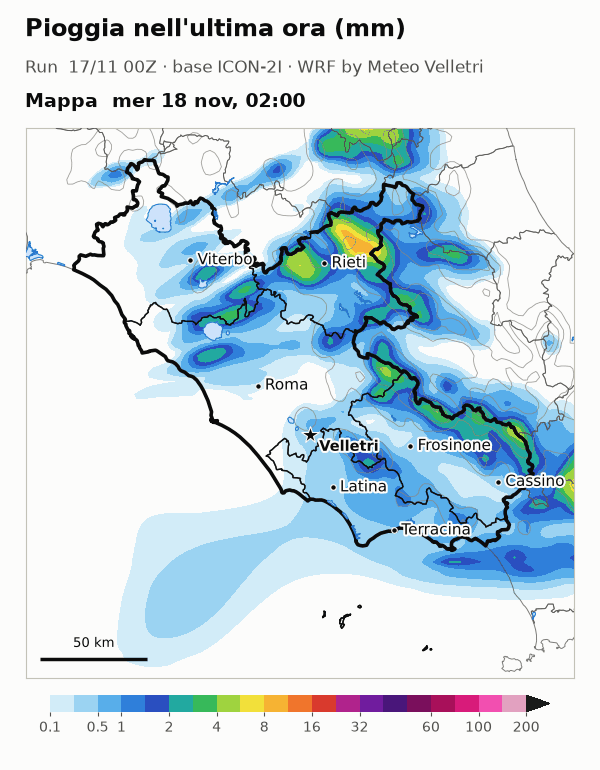 Pioggia nell'ultima ora (mm)
Run  17/11 00Z · base ICON-2I · WRF by Meteo Velletri
Mappa  mer 18 nov, 02:00
Viterbo
Rieti
Roma
Velletri
Frosinone
Latina
Cassino
Terracina
50 km
0.1 0.5 1 2 4 8 16 32 60 100 200